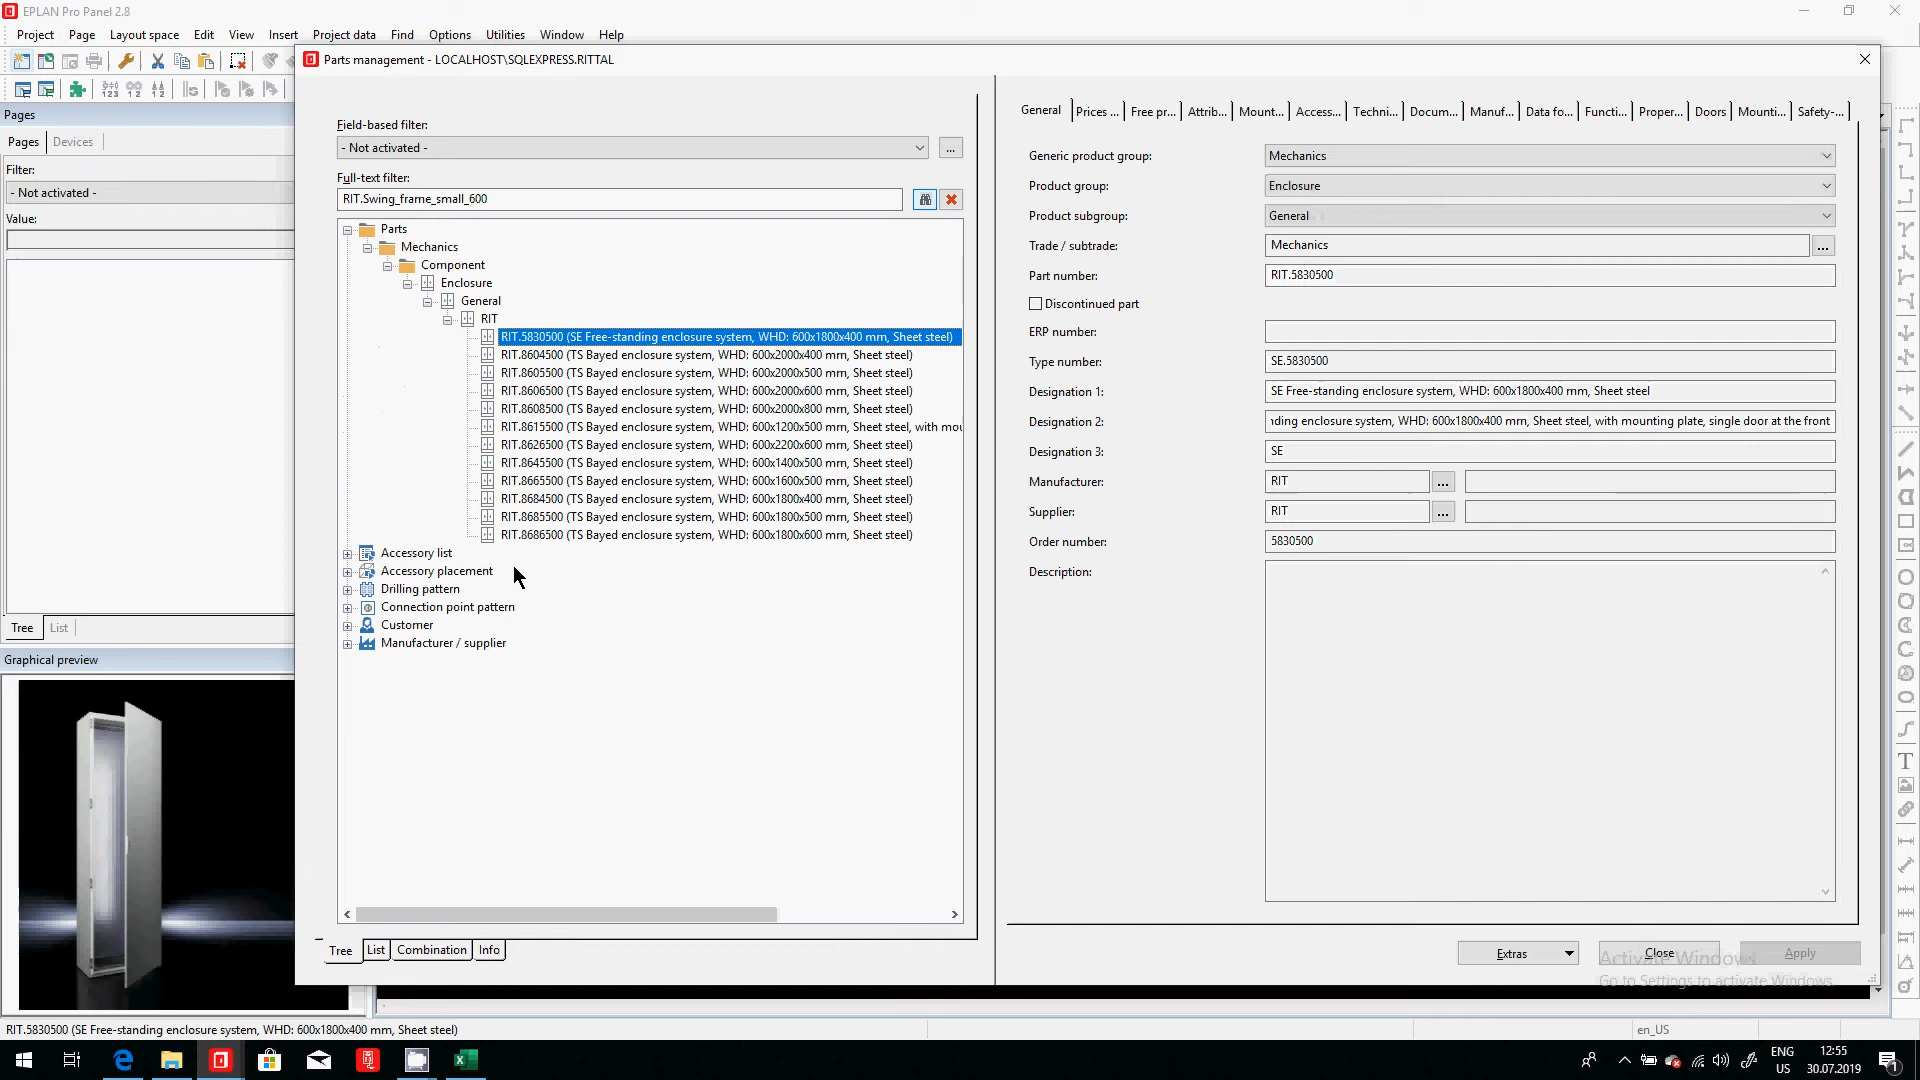 EPLAN Pro Panel 2.8
Project Page Layout space Edit View Insert Project data Find Options Utilities Window Help
Parts management - LOCALHOST\SQLEXPRESS.RITTAL
Pages
Pages Devices
Filter:
- Not activated -
Value:
Tree List
Graphical preview
Field-based filter:
- Not activated -
...
Full-text filter:
RIT.Swing_frame_small_600
Parts
Mechanics
Component
Enclosure
General
RIT
RIT.5830500 (SE Free-standing enclosure system, WHD: 600x1800x400 mm, Sheet steel)
RIT.8604500 (TS Bayed enclosure system, WHD: 600x2000x400 mm, Sheet steel)
RIT.8605500 (TS Bayed enclosure system, WHD: 600x2000x500 mm, Sheet steel)
RIT.8606500 (TS Bayed enclosure system, WHD: 600x2000x600 mm, Sheet steel)
RIT.8608500 (TS Bayed enclosure system, WHD: 600x2000x800 mm, Sheet steel)
RIT.8615500 (TS Bayed enclosure system, WHD: 600x1200x500 mm, Sheet steel, with mou
RIT.8626500 (TS Bayed enclosure system, WHD: 600x2200x600 mm, Sheet steel)
RIT.8645500 (TS Bayed enclosure system, WHD: 600x1400x500 mm, Sheet steel)
RIT.8665500 (TS Bayed enclosure system, WHD: 600x1600x500 mm, Sheet steel)
RIT.8684500 (TS Bayed enclosure system, WHD: 600x1800x400 mm, Sheet steel)
RIT.8685500 (TS Bayed enclosure system, WHD: 600x1800x500 mm, Sheet steel)
RIT.8686500 (TS Bayed enclosure system, WHD: 600x1800x600 mm, Sheet steel)
Accessory list
Accessory placement
Drilling pattern
Connection point pattern
Customer
Manufacturer / supplier
Tree List Combination Info
General Prices ... Free pr... Attrib... Mount... Access... Techni... Docum... Manuf... Data fo... Functi... Proper... Doors Mounti... Safety-...
Generic product group: Mechanics
Product group: Enclosure
Product subgroup: General
Trade / subtrade: Mechanics ...
Part number: RIT.5830500
Discontinued part
ERP number:
Type number: SE.5830500
Designation 1: SE Free-standing enclosure system, WHD: 600x1800x400 mm, Sheet steel
Designation 2: nding enclosure system, WHD: 600x1800x400 mm, Sheet steel, with mounting plate, single door at the front
Designation 3: SE
Manufacturer: RIT ...
Supplier: RIT ...
Order number: 5830500
Description:
Extras Close Apply
Activate Windows
Go to Settings to activate Windows.
RIT.5830500 (SE Free-standing enclosure system, WHD: 600x1800x400 mm, Sheet steel)
en_US
ENG
US
12:55
30.07.2019
1